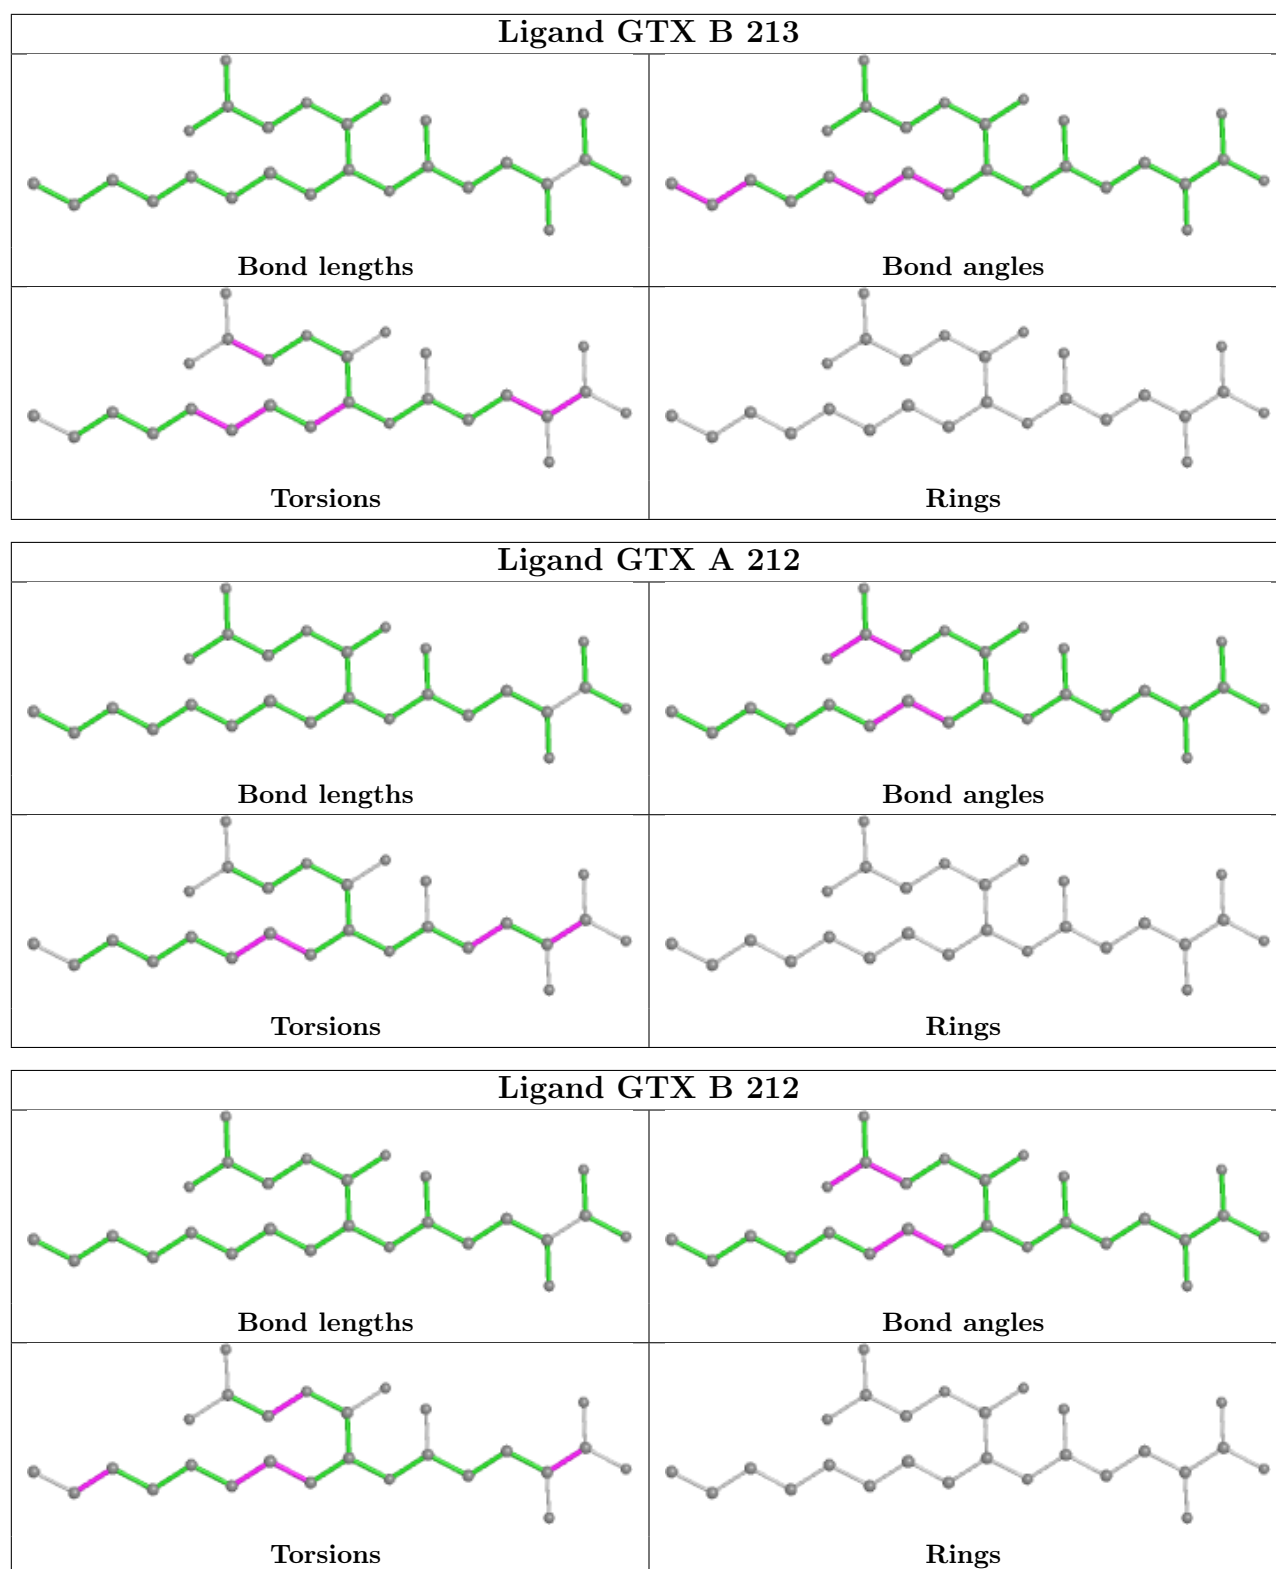 Ligand GTX B 213
Bond lengths
Bond angles
Torsions
Rings
Ligand GTX A 212
Bond lengths
Bond angles
Torsions
Rings
Ligand GTX B 212
Bond lengths
Bond angles
Torsions
Rings